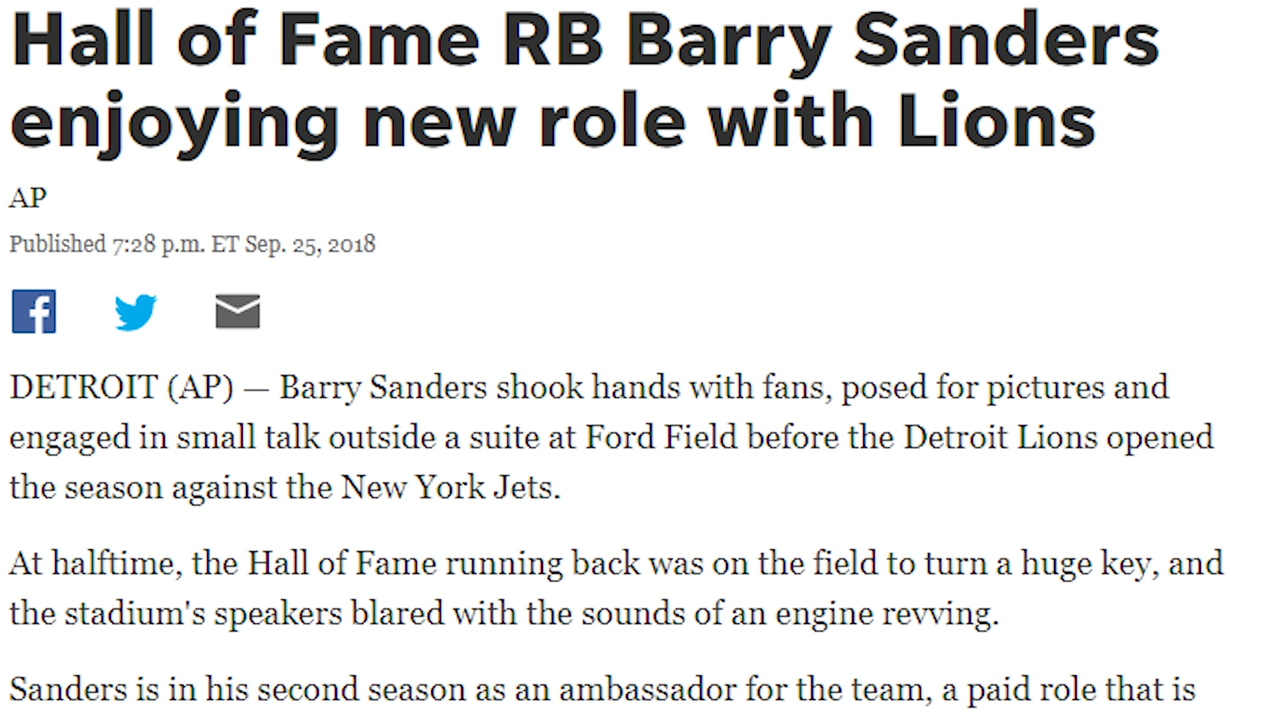 Hall of Fame RB Barry Sanders
enjoying new role with Lions
AP
Published 7:28 p.m. ET Sep. 25, 2018
DETROIT (AP) — Barry Sanders shook hands with fans, posed for pictures and
engaged in small talk outside a suite at Ford Field before the Detroit Lions opened
the season against the New York Jets.
At halftime, the Hall of Fame running back was on the field to turn a huge key, and
the stadium's speakers blared with the sounds of an engine revving.
Sanders is in his second season as an ambassador for the team, a paid role that is